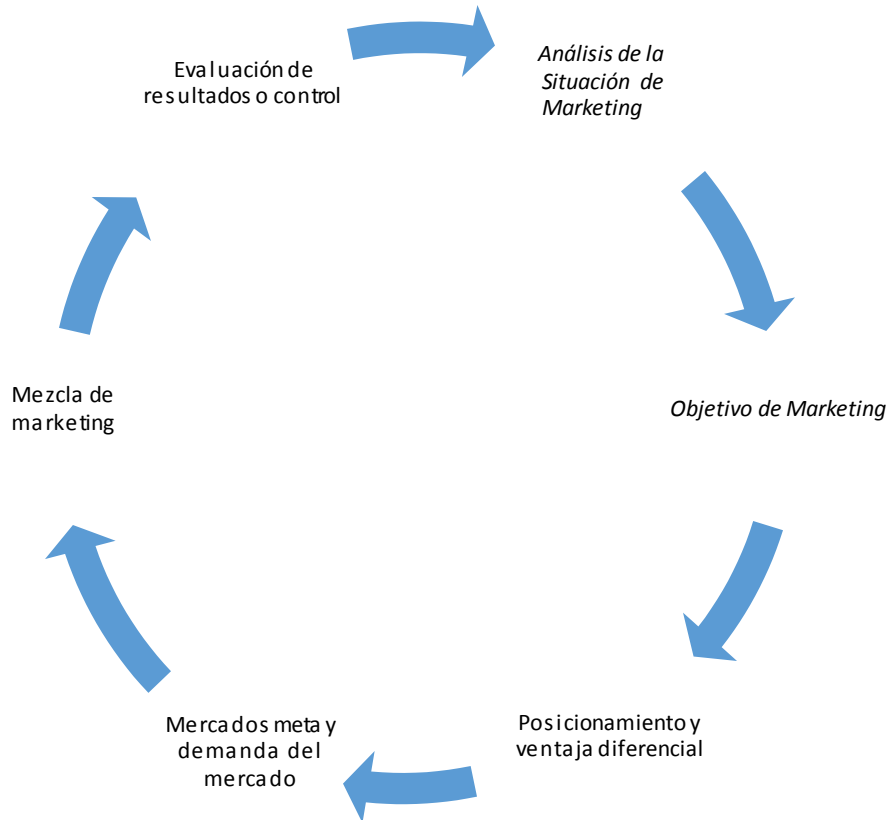 Análisis de la
Situación de
Marketing
Objetivo de Marketing
Posicionamiento y
ventaja diferencial
Mercados meta y
demanda del
mercado
Mezcla de
marketing
Evaluación de
resultados o control